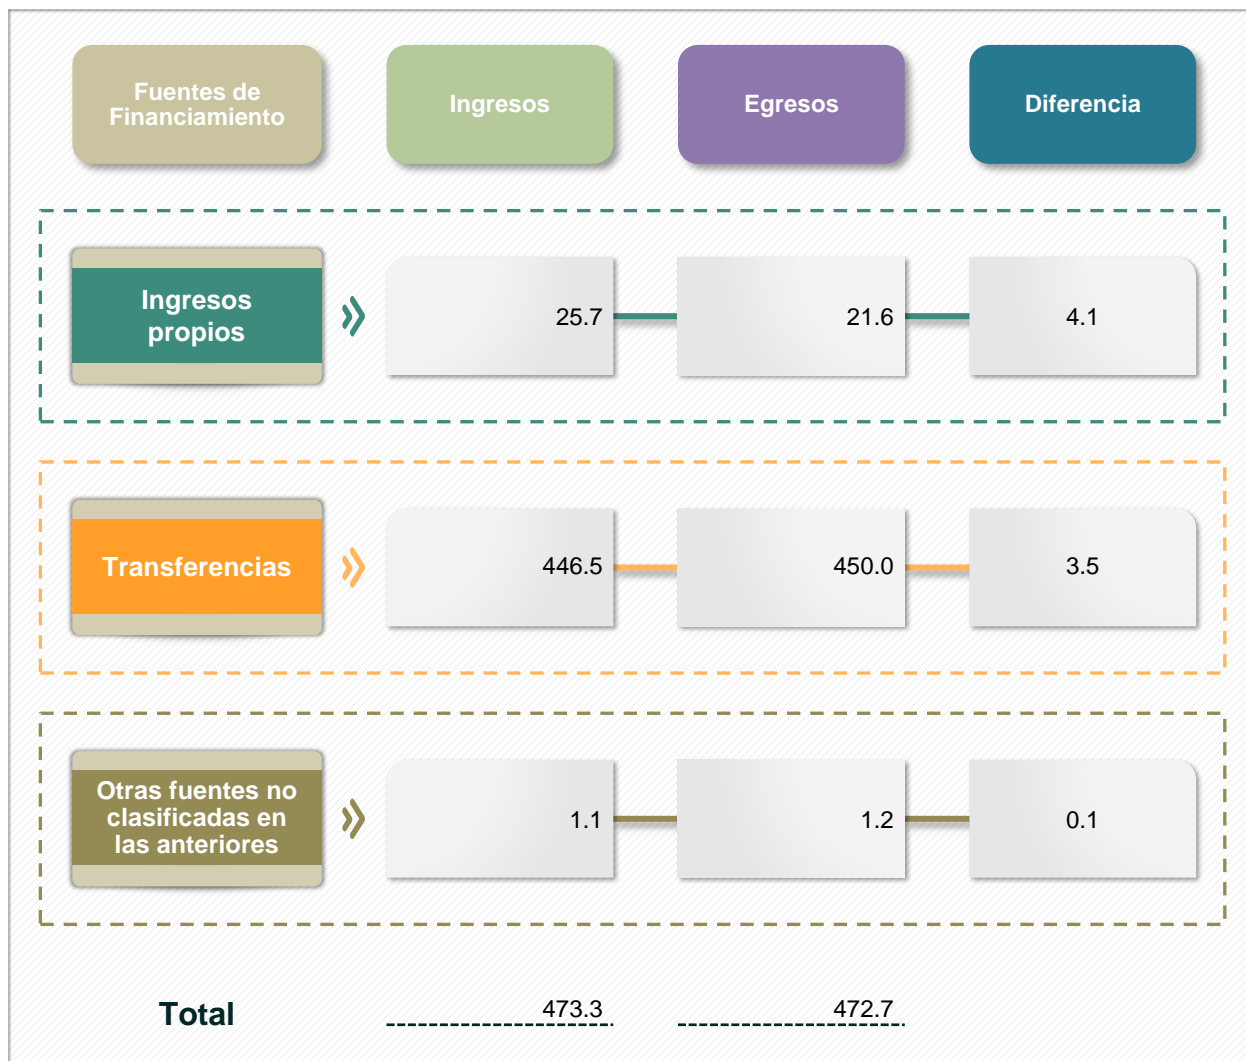 Fuentes de
Financiamiento
Ingresos
Egresos
Diferencia
Ingresos
propios
25.7
21.6
4.1
Transferencias
446.5
450.0
3.5
Otras fuentes no
clasificadas en
las anteriores
1.1
1.2
0.1
Total
473.3
472.7